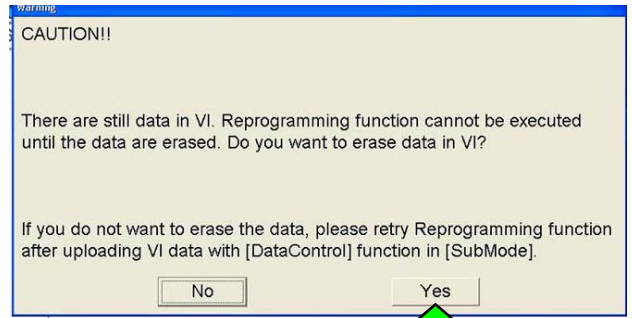 Warning
CAUTION!!
There are still data in VI. Reprogramming function cannot be executed
until the data are erased. Do you want to erase data in VI?
If you do not want to erase the data, please retry Reprogramming function
after uploading VI data with [DataControl] function in [SubMode].
No
Yes